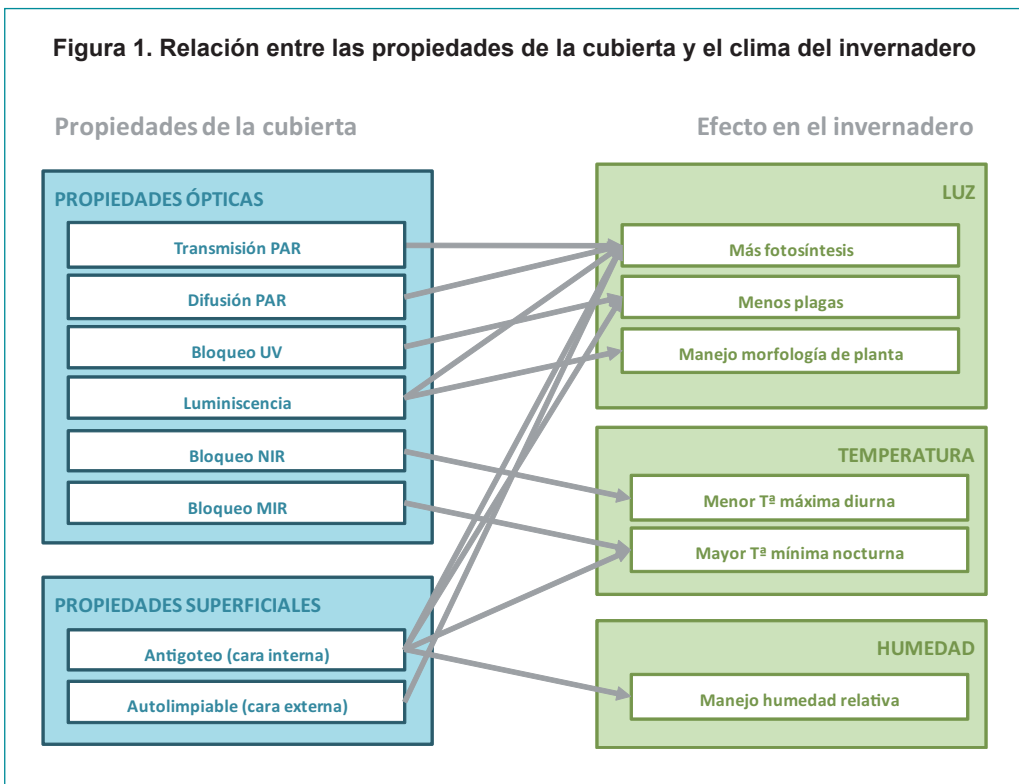 Figura 1. Relación entre las propiedades de la cubierta y el clima del invernadero
Propiedades de la cubierta
Efecto en el invernadero
PROPIEDADES ÓPTICAS
Transmisión PAR
Difusión PAR
Bloqueo UV
Luminiscencia
Bloqueo NIR
Bloqueo MIR
PROPIEDADES SUPERFICIALES
Antigoteo (cara interna)
Autolimpiable (cara externa)
LUZ
Más fotosíntesis
Menos plagas
Manejo morfología de planta
TEMPERATURA
Menor Tª máxima diurna
Mayor Tª mínima nocturna
HUMEDAD
Manejo humedad relativa